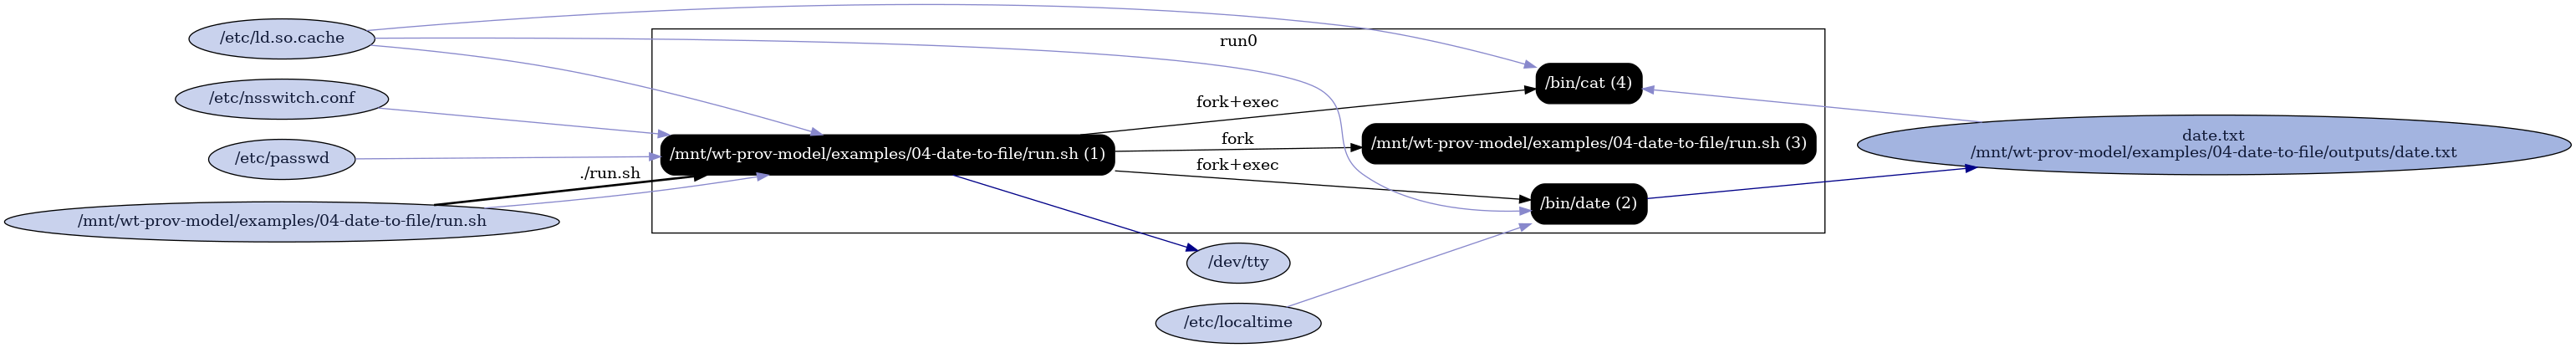 /etc/ld.so.cache
run0
/bin/cat (4)
/etc/nsswitch.conf
fork+exec
fork
/mnt/wt-prov-model/examples/04-date-to-file/run.sh (3)
date.txt
/mnt/wt-prov-model/examples/04-date-to-file/outputs/date.txt
/etc/passwd
/mnt/wt-prov-model/examples/04-date-to-file/run.sh (1)
fork+exec
./run.sh
/bin/date (2)
/mnt/wt-prov-model/examples/04-date-to-file/run.sh
/dev/tty
/etc/localtime